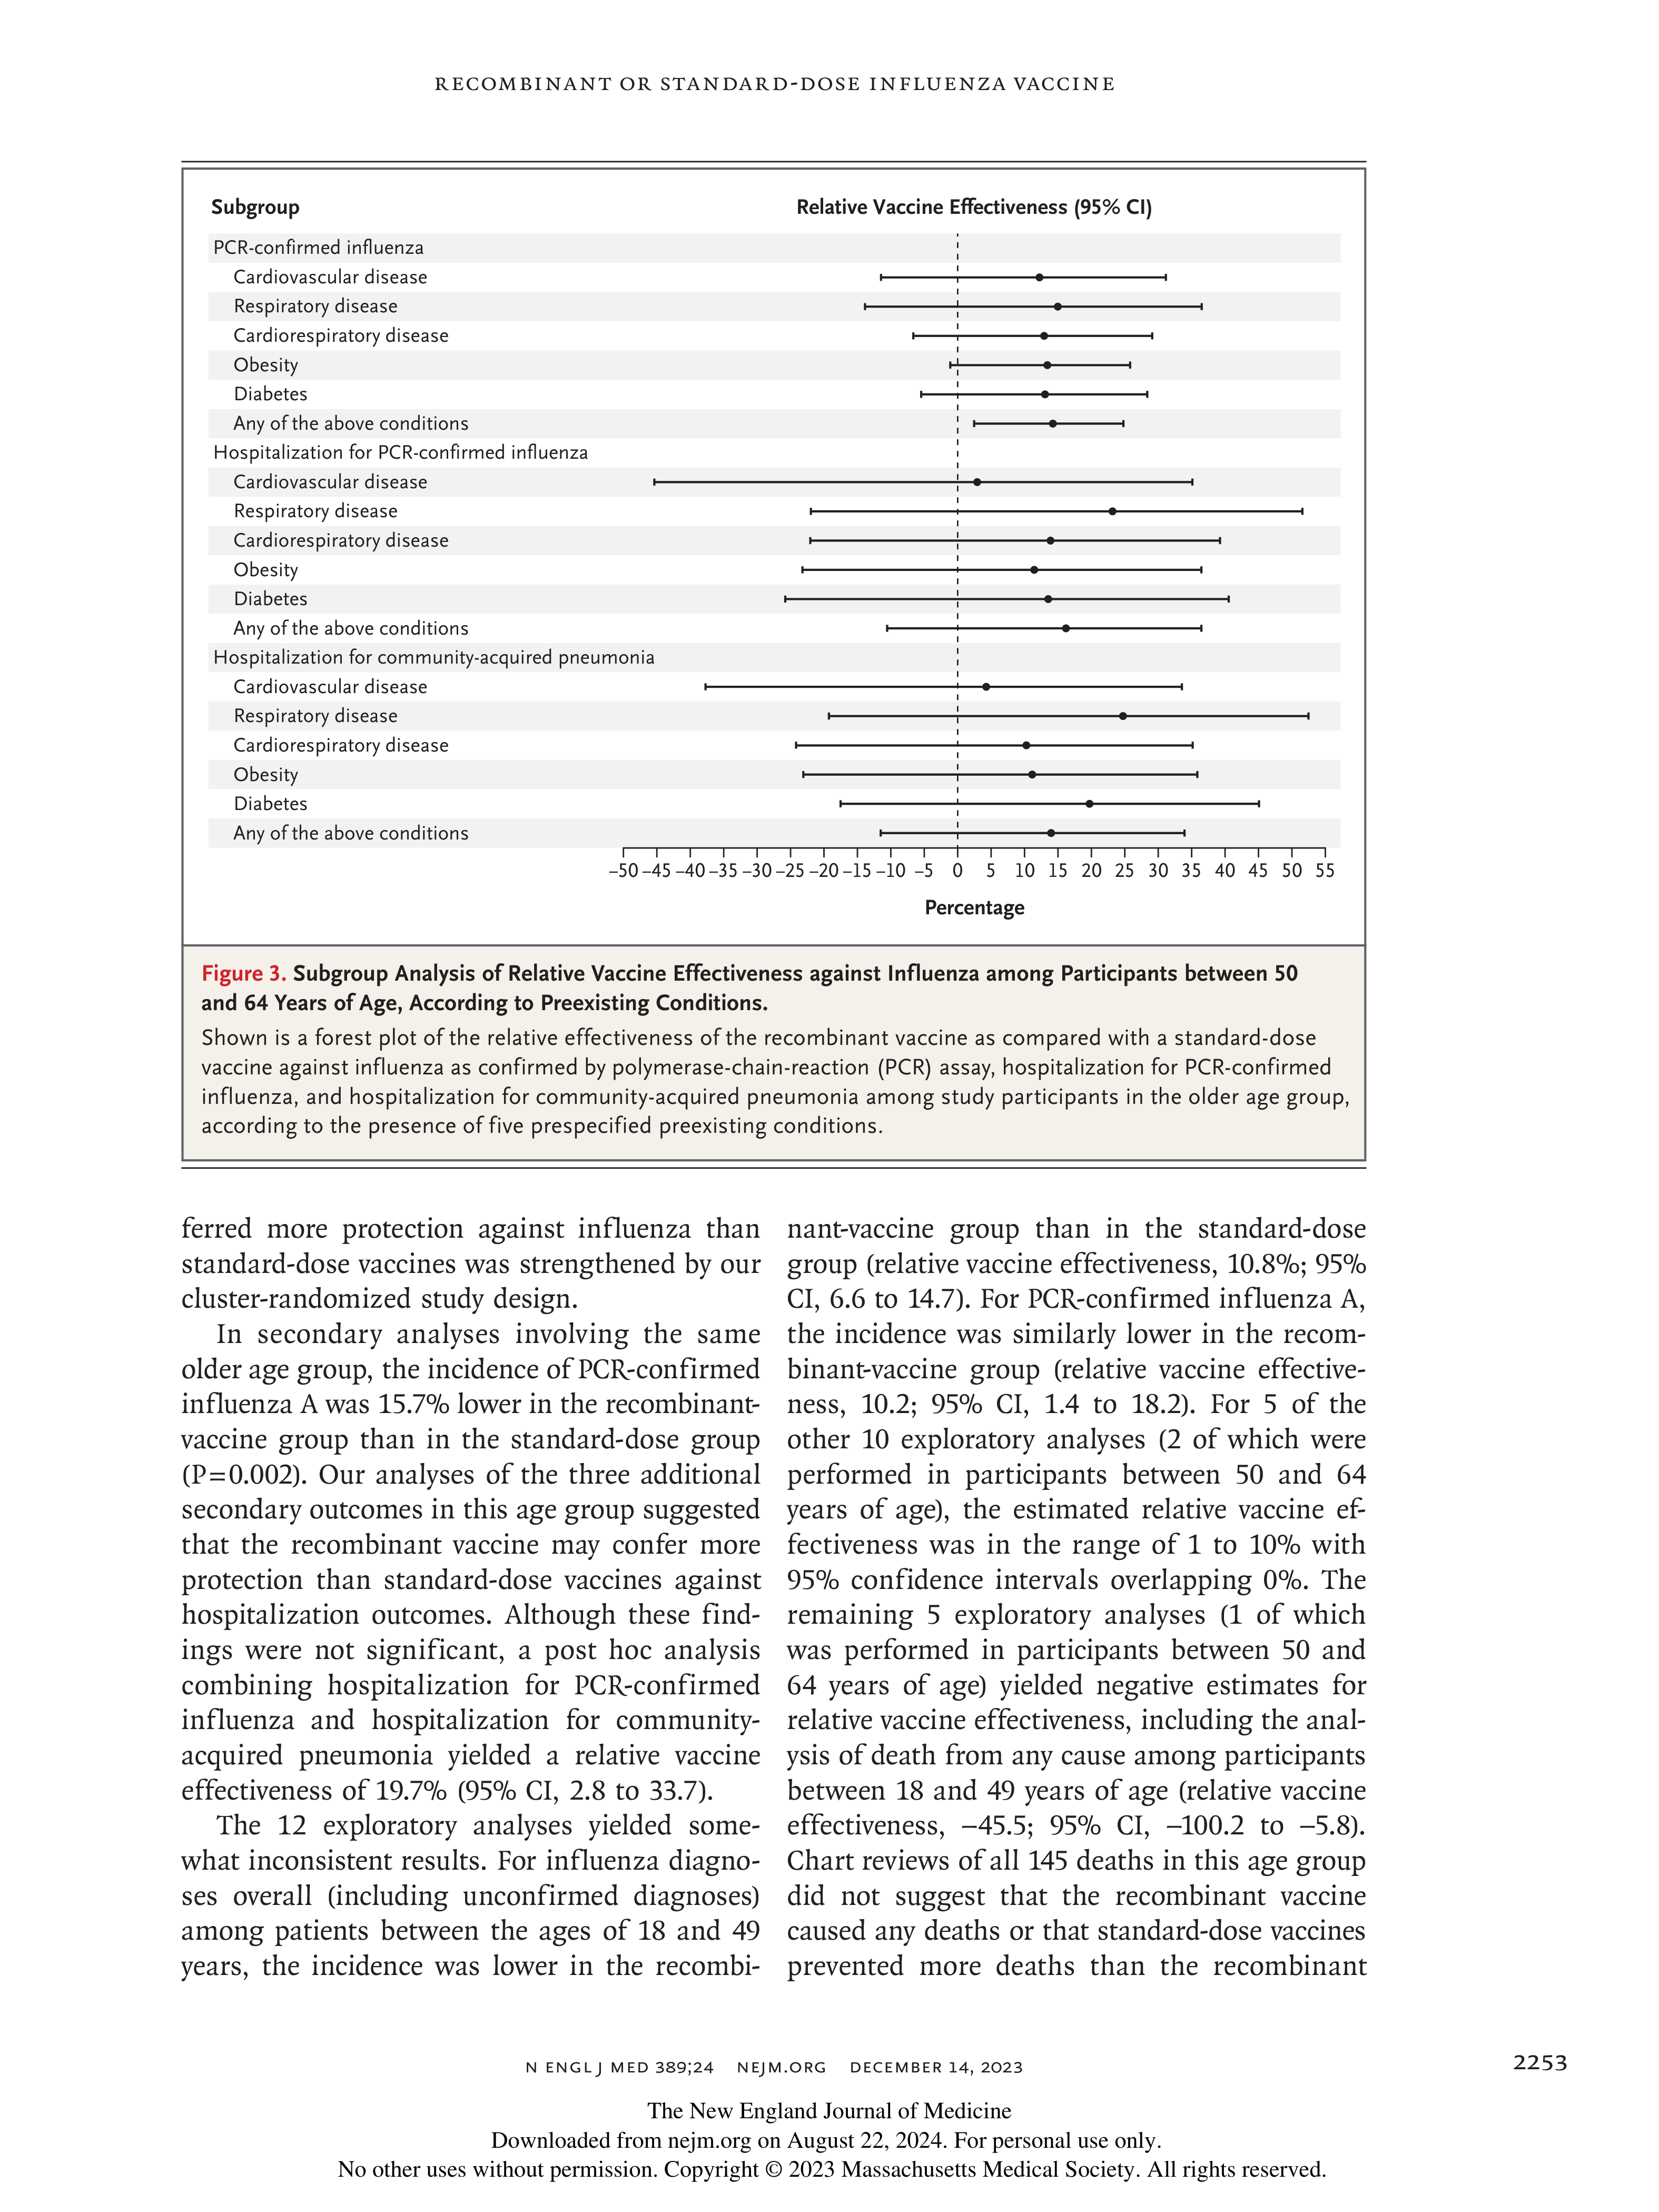 RECOMBINANT OR STANDARD-DOSE INFLUENZA VACCINE
Subgroup
Relative Vaccine Effectiveness (95% CI)
PCR-confirmed influenza
Cardiovascular disease
Respiratory disease
Cardiorespiratory disease
Obesity
Diabetes
Any of the above conditions
Hospitalization for PCR-confirmed influenza
Cardiovascular disease
Respiratory disease
Cardiorespiratory disease
Obesity
Diabetes
Any of the above conditions
Hospitalization for community-acquired pneumonia
Cardiovascular disease
Respiratory disease
Cardiorespiratory disease
Obesity
Diabetes
Any of the above conditions
–50 –45 –40 –35 –30 –25 –20 –15 –10 –5 0 5 10 15 20 25 30 35 40 45 50 55
Percentage
Figure 3. Subgroup Analysis of Relative Vaccine Effectiveness against Influenza among Participants between 50
and 64 Years of Age, According to Preexisting Conditions.
Shown is a forest plot of the relative effectiveness of the recombinant vaccine as compared with a standard-dose
vaccine against influenza as confirmed by polymerase-chain-reaction (PCR) assay, hospitalization for PCR-confirmed
influenza, and hospitalization for community-acquired pneumonia among study participants in the older age group,
according to the presence of five prespecified preexisting conditions.
ferred more protection against influenza than
standard-dose vaccines was strengthened by our
cluster-randomized study design.
In secondary analyses involving the same
older age group, the incidence of PCR-confirmed
influenza A was 15.7% lower in the recombinant-
vaccine group than in the standard-dose group
(P=0.002). Our analyses of the three additional
secondary outcomes in this age group suggested
that the recombinant vaccine may confer more
protection than standard-dose vaccines against
hospitalization outcomes. Although these find-
ings were not significant, a post hoc analysis
combining hospitalization for PCR-confirmed
influenza and hospitalization for community-
acquired pneumonia yielded a relative vaccine
effectiveness of 19.7% (95% CI, 2.8 to 33.7).
The 12 exploratory analyses yielded some-
what inconsistent results. For influenza diagno-
ses overall (including unconfirmed diagnoses)
among patients between the ages of 18 and 49
years, the incidence was lower in the recombi-
nant-vaccine group than in the standard-dose
group (relative vaccine effectiveness, 10.8%; 95%
CI, 6.6 to 14.7). For PCR-confirmed influenza A,
the incidence was similarly lower in the recom-
binant-vaccine group (relative vaccine effective-
ness, 10.2; 95% CI, 1.4 to 18.2). For 5 of the
other 10 exploratory analyses (2 of which were
performed in participants between 50 and 64
years of age), the estimated relative vaccine ef-
fectiveness was in the range of 1 to 10% with
95% confidence intervals overlapping 0%. The
remaining 5 exploratory analyses (1 of which
was performed in participants between 50 and
64 years of age) yielded negative estimates for
relative vaccine effectiveness, including the anal-
ysis of death from any cause among participants
between 18 and 49 years of age (relative vaccine
effectiveness, –45.5; 95% CI, –100.2 to –5.8).
Chart reviews of all 145 deaths in this age group
did not suggest that the recombinant vaccine
caused any deaths or that standard-dose vaccines
prevented more deaths than the recombinant
N ENGL J MED 389;24 NEJM.ORG DECEMBER 14, 2023
2253
The New England Journal of Medicine
Downloaded from nejm.org on August 22, 2024. For personal use only.
No other uses without permission. Copyright © 2023 Massachusetts Medical Society. All rights reserved.